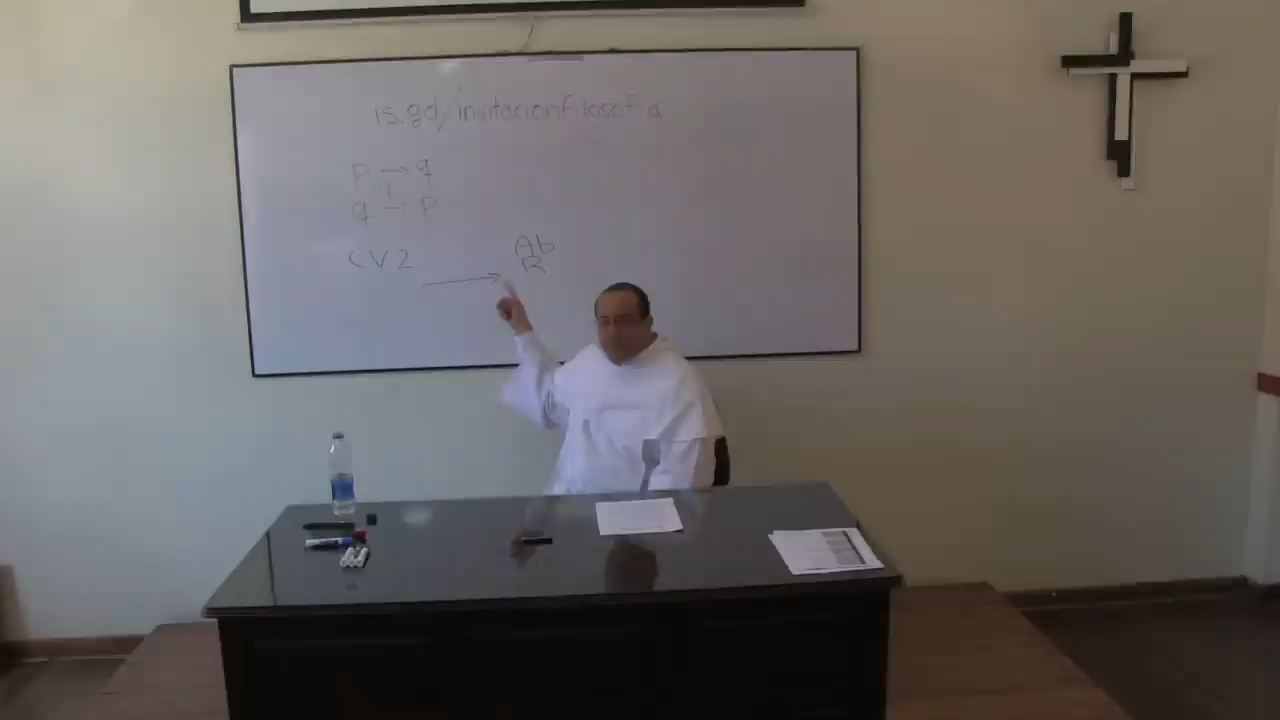 is.gd/invitacionfilosofia
p → q
?
q → p
CV2 → Ab
R